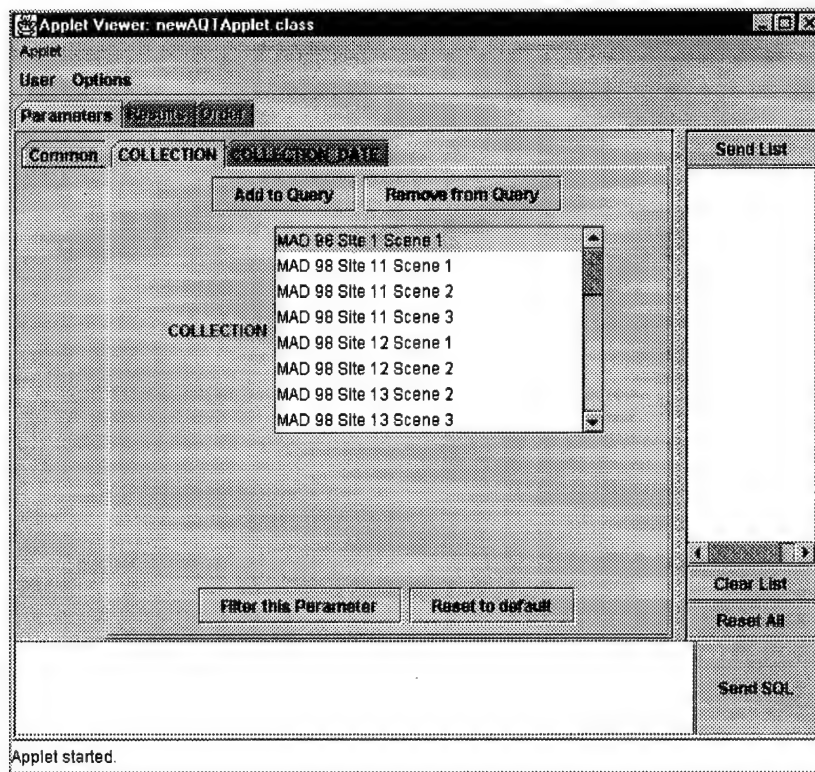 Applet Viewer: newAQTApplet.class
Applet
User Options
Parameters Results Order
Common COLLECTION COLLECTION_DATE
Send List
Add to Query Remove from Query
MAD 98 Site 1 Scene 1
MAD 98 Site 11 Scene 1
MAD 98 Site 11 Scene 2
MAD 98 Site 11 Scene 3
COLLECTION
MAD 98 Site 12 Scene 1
MAD 98 Site 12 Scene 2
MAD 98 Site 13 Scene 2
MAD 98 Site 13 Scene 3
Clear List
Filter this Parameter Reset to default
Reset All
Send SQL
Applet started.